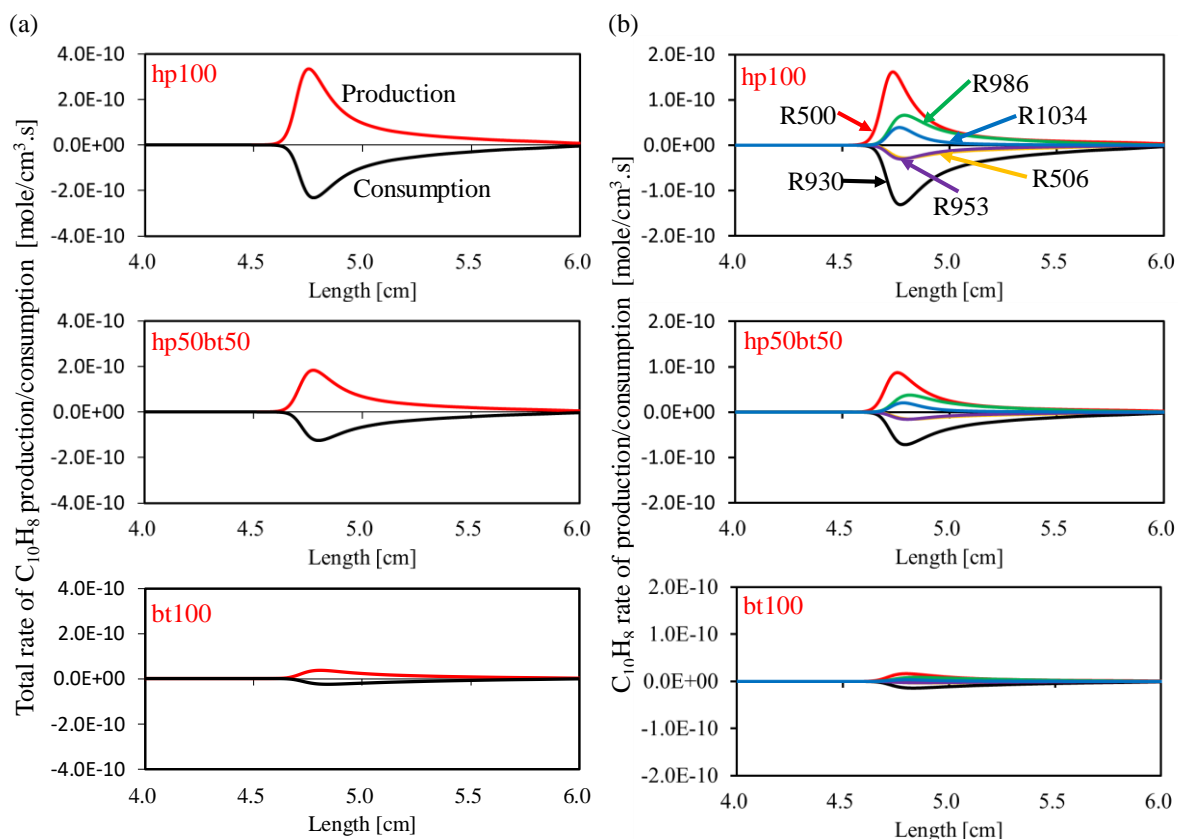 (a)
Total rate of C₁₀H₈ production/consumption [mole/cm³.s]
4.0E-10
2.0E-10
0.0E+00
-2.0E-10
-4.0E-10
hp100
Production
Consumption
4.0 4.5 5.0 5.5 6.0
Length [cm]
4.0E-10
2.0E-10
0.0E+00
-2.0E-10
-4.0E-10
hp50bt50
4.0 4.5 5.0 5.5 6.0
Length [cm]
4.0E-10
2.0E-10
0.0E+00
-2.0E-10
-4.0E-10
bt100
4.0 4.5 5.0 5.5 6.0
Length [cm]
(b)
C₁₀H₈ rate of production/consumption [mole/cm³.s]
2.0E-10
1.0E-10
0.0E+00
-1.0E-10
-2.0E-10
hp100
R986
R500
R1034
R930
R506
R953
4.0 4.5 5.0 5.5 6.0
Length [cm]
2.0E-10
1.0E-10
0.0E+00
-1.0E-10
-2.0E-10
hp50bt50
4.0 4.5 5.0 5.5 6.0
Length [cm]
2.0E-10
1.0E-10
0.0E+00
-1.0E-10
-2.0E-10
bt100
4.0 4.5 5.0 5.5 6.0
Length [cm]